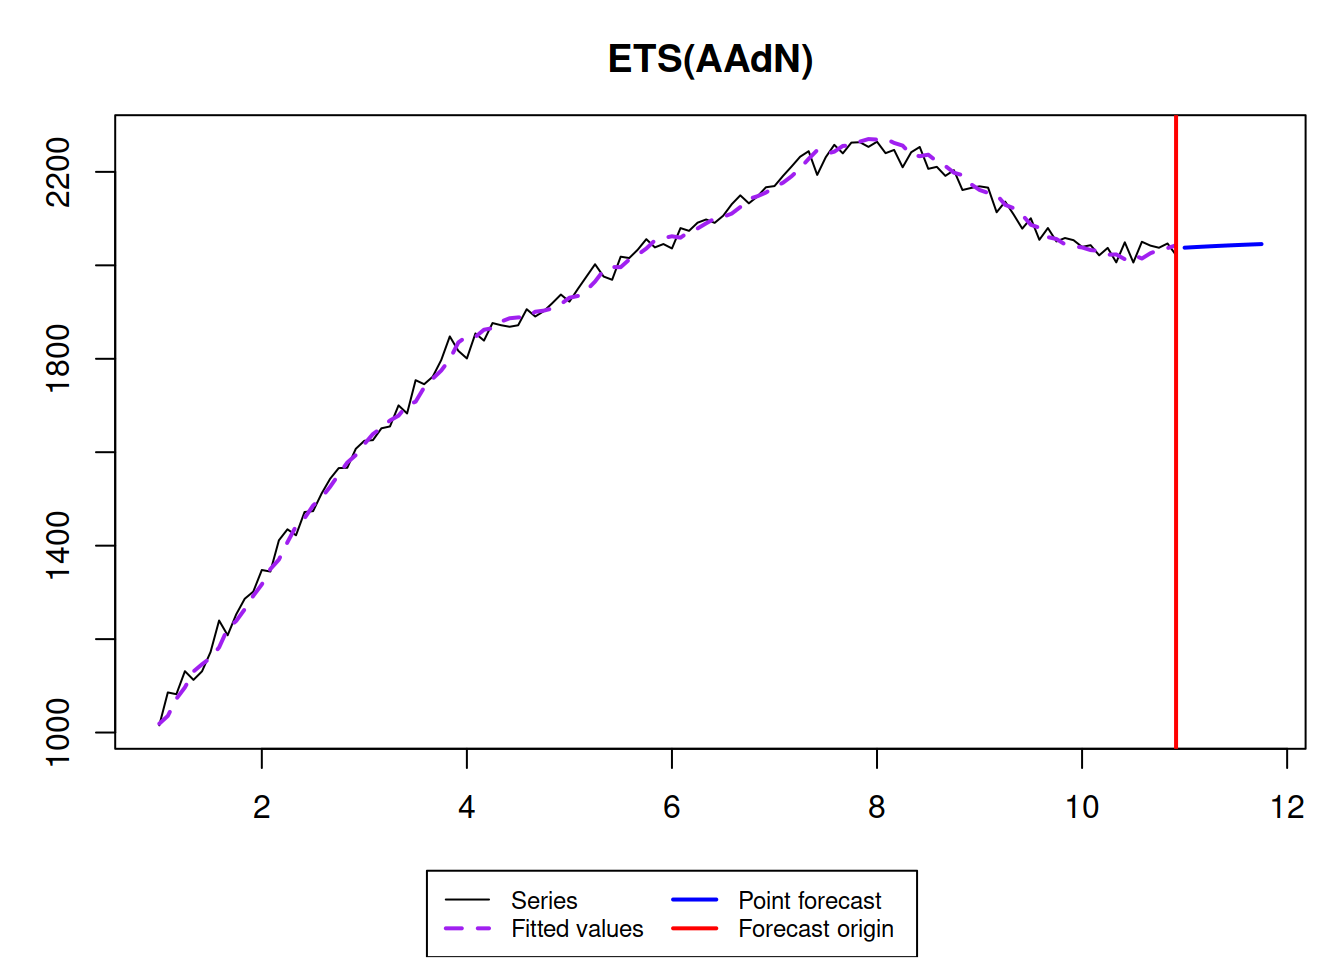 ETS(AAdN)
2200
1800
1400
1000
2 4 6 8 10 12
Series Point forecast
Fitted values Forecast origin